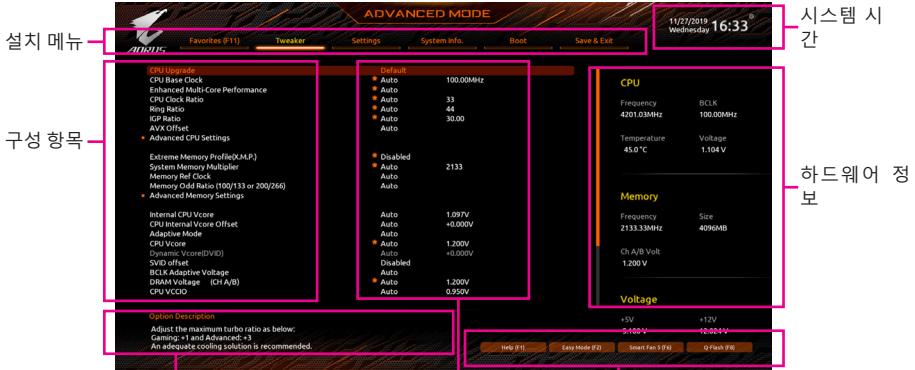 ADVANCED MODE
11/27/2019
Wednesday
16:33
시스템 시
간
설치 메뉴
AORUS
Favorites (F11) Tweaker Settings System Info. Boot Save & Exit
구성 항목
CPU Upgrade Default
CPU Base Clock Auto 100.00MHz
Enhanced Multi-Core Performance Auto
CPU Clock Ratio Auto 33
Ring Ratio Auto 44
IGP Ratio Auto 30.00
AVX Offset Auto
Advanced CPU Settings
Extreme Memory Profile(X.M.P.) Disabled
System Memory Multiplier Auto 2133
Memory Ref Clock Auto
Memory Odd Ratio (100/133 or 200/266) Auto
Advanced Memory Settings
Internal CPU Vcore Auto 1.097V
CPU Internal Vcore Offset Auto +0.000V
Adaptive Mode Auto
CPU Vcore Auto 1.200V
Dynamic Vcore(DVID) Auto +0.000V
SVID offset Disabled
BCLK Adaptive Voltage Auto
DRAM Voltage (CH A/B) Auto 1.200V
CPU VCCIO Auto 0.950V
CPU
Frequency BCLK
4201.03MHz 100.00MHz
Temperature Voltage
45.0°C 1.104 V
하드웨어 정
보
Memory
Frequency Size
2133.33MHz 4096MB
Ch A/B Volt
1.200 V
Voltage
+5V +12V
5.100 V 12.024 V
Option Description
Adjust the maximum turbo ratio as below:
Gaming: +1 and Advanced: +3
An adequate cooling solution is recommended.
Help (F1) Easy Mode (F2) Smart Fan 5 (F6) Q-Flash (F8)